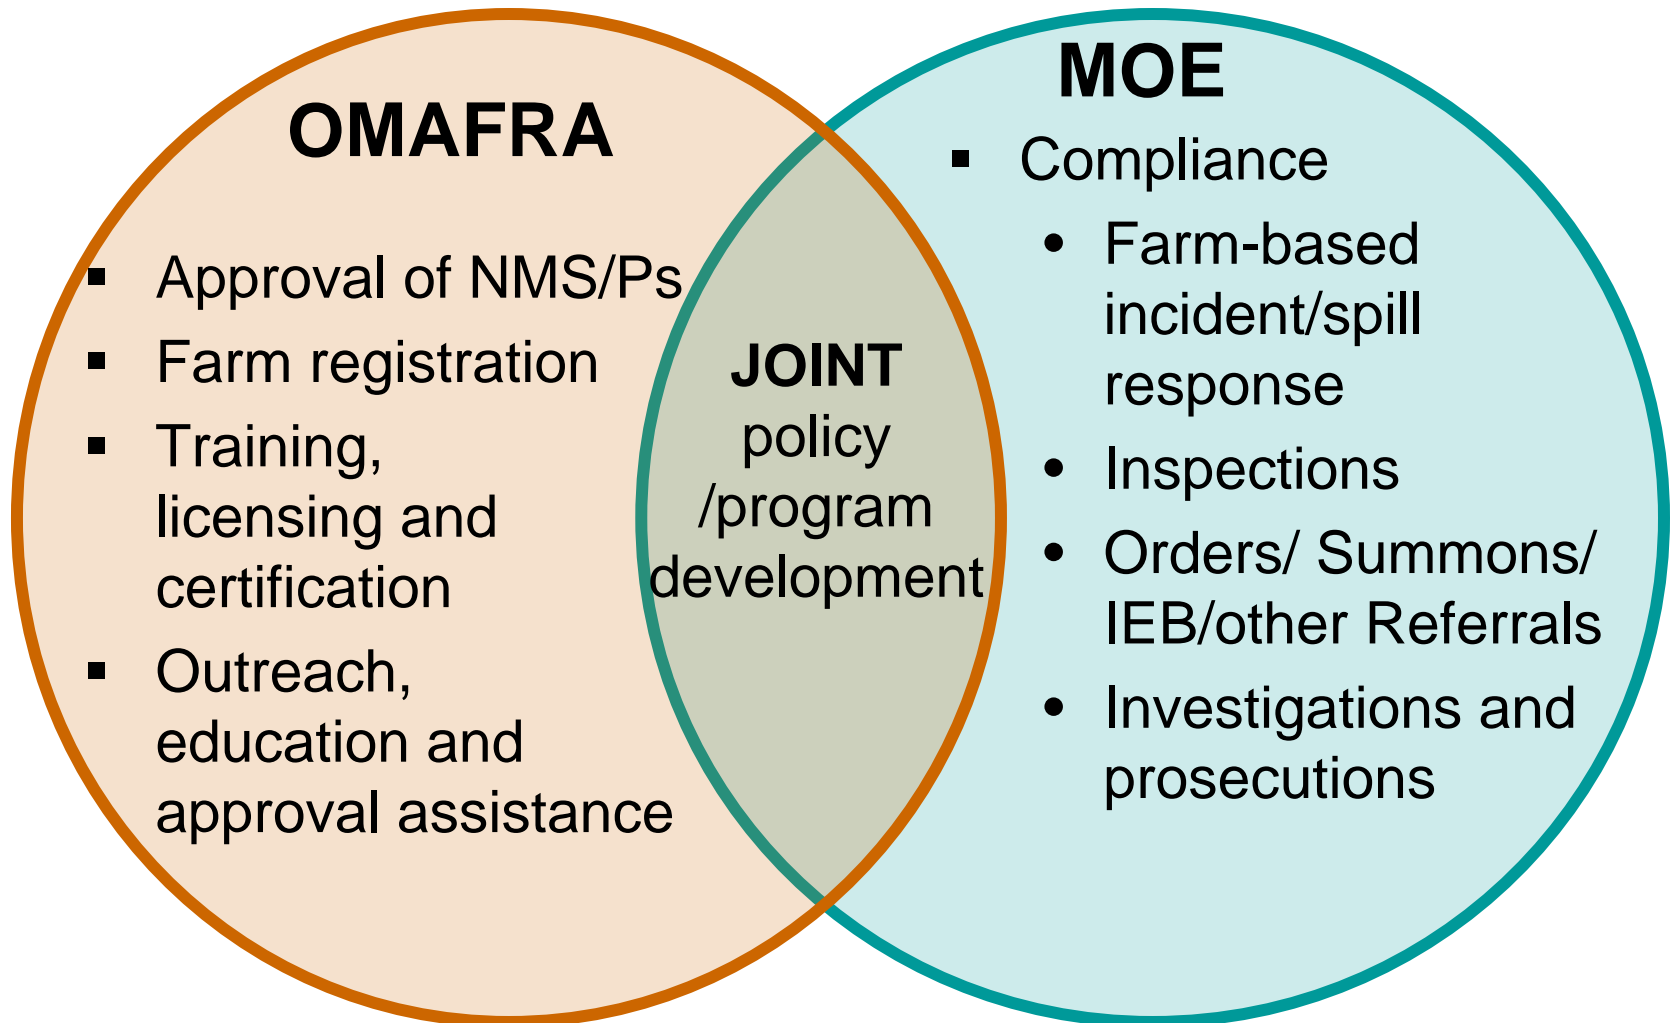 OMAFRA
▪ Approval of NMS/Ps
▪ Farm registration
▪ Training,
licensing and
certification
▪ Outreach,
education and
approval assistance
JOINT
policy
/program
development
MOE
▪ Compliance
• Farm-based
incident/spill
response
• Inspections
• Orders/ Summons/
IEB/other Referrals
• Investigations and
prosecutions